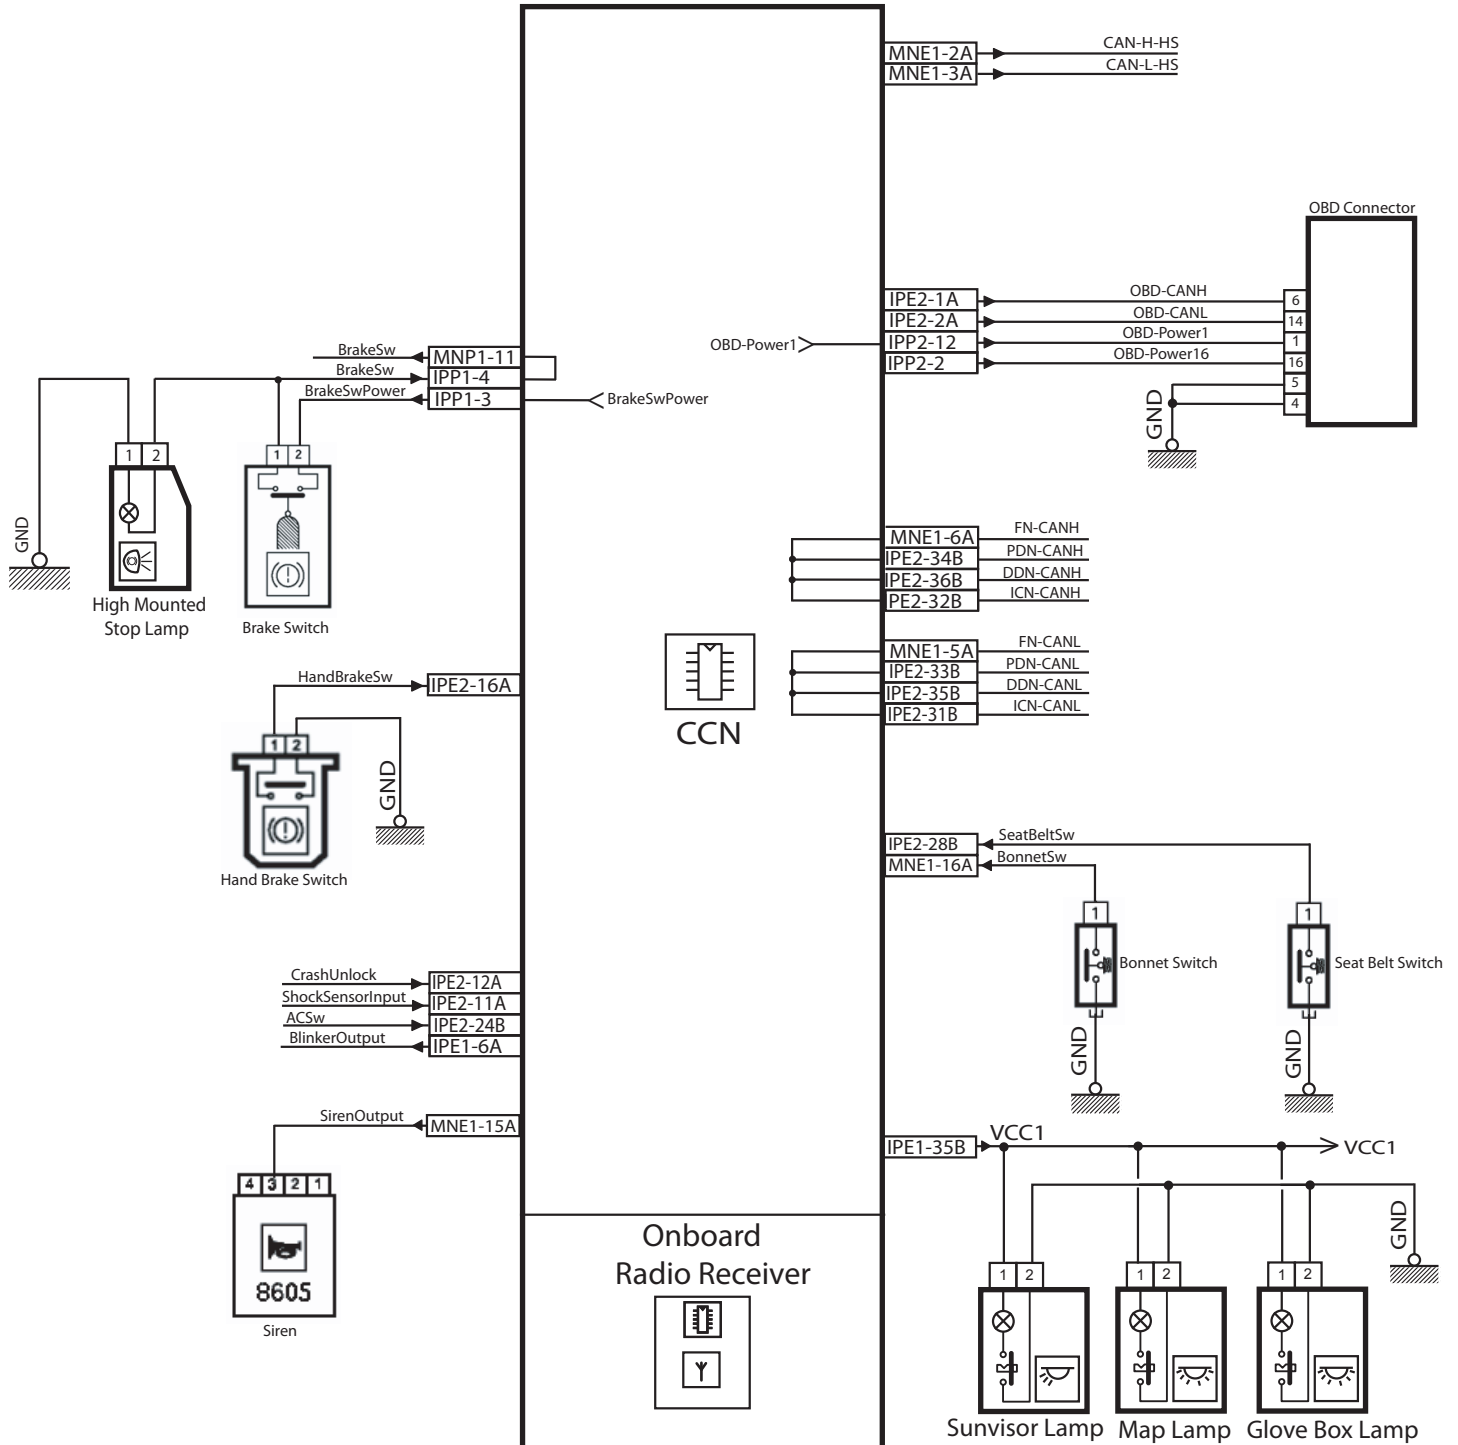 CAN-H-HS
MNE1-2A
CAN-L-HS
MNE1-3A
OBD Connector
IPE2-1A
OBD-CANH
6
IPE2-2A
OBD-CANL
14
OBD-Power1
IPP2-12
OBD-Power1
1
IPP2-2
OBD-Power16
16
5
4
GND
BrakeSw
MNP1-11
BrakeSw
IPP1-4
BrakeSwPower
IPP1-3
BrakeSwPower
1 2
1 2
GND
High Mounted
Stop Lamp
Brake Switch
MNE1-6A
FN-CANH
IPE2-34B
PDN-CANH
IPE2-36B
DDN-CANH
PE2-32B
ICN-CANH
MNE1-5A
FN-CANL
IPE2-33B
PDN-CANL
IPE2-35B
DDN-CANL
IPE2-31B
ICN-CANL
CCN
HandBrakeSw
IPE2-16A
1 2
GND
Hand Brake Switch
IPE2-28B
SeatBeltSw
MNE1-16A
BonnetSw
1
1
Bonnet Switch
Seat Belt Switch
GND
GND
CrashUnlock
IPE2-12A
ShockSensorInput
IPE2-11A
ACSw
IPE2-24B
BlinkerOutput
IPE1-6A
SirenOutput
MNE1-15A
4 3 2 1
8605
Siren
IPE1-35B
VCC1
VCC1
GND
1 2
1 2
1 2
Sunvisor Lamp
Map Lamp
Glove Box Lamp
Onboard
Radio Receiver